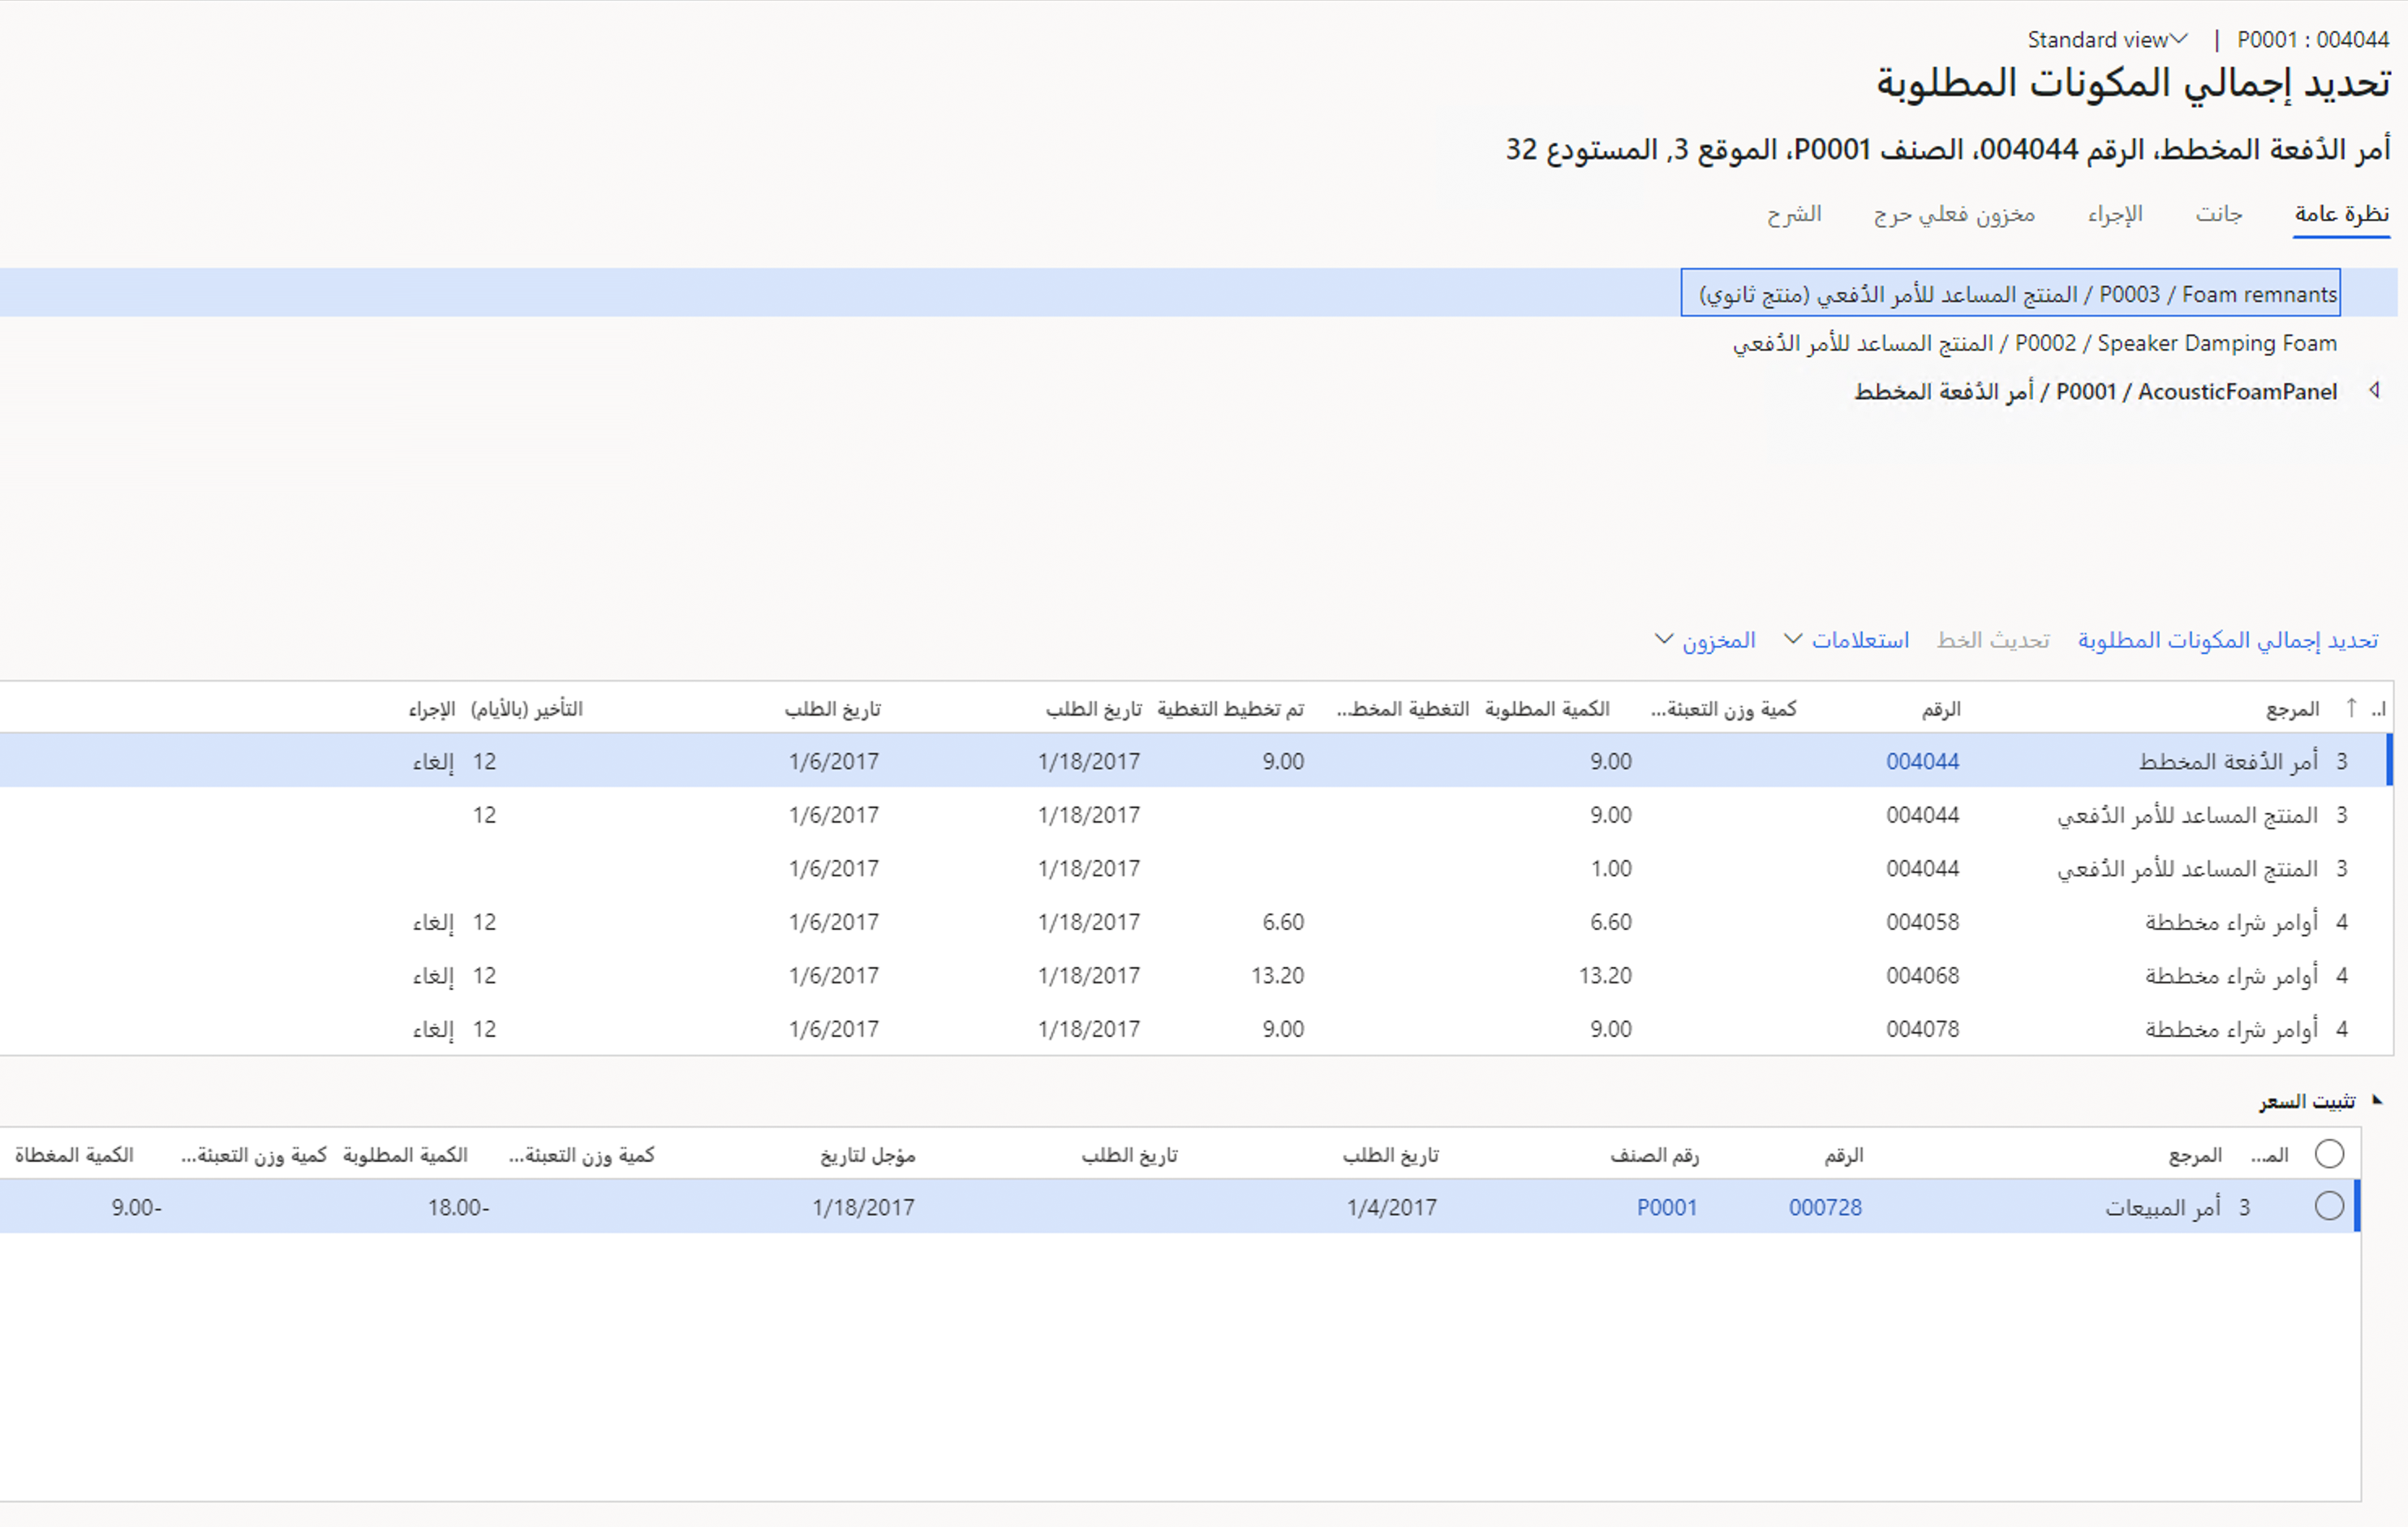 P0001 : 004044 | Standard view
تحديد إجمالي المكونات المطلوبة
أمر الدُفعة المخطط، الرقم 004044، الصنف P0001، الموقع 3, المستودع 32
نظرة عامة جانت الإجراء مخزون فعلي حرج الشرح
P0003 / Foam remnants / المنتج المساعد للأمر الدُفعي (منتج ثانوي)
P0002 / Speaker Damping Foam / المنتج المساعد للأمر الدُفعي
P0001 / AcousticFoamPanel / أمر الدُفعة المخطط
تحديد إجمالي المكونات المطلوبة تحديث الخط استعلامات المخزون
ا.. ↑ المرجع الرقم كمية وزن التعبئة... الكمية المطلوبة التغطية المخط... تم تخطيط التغطية تاريخ الطلب تاريخ الطلب التأخير (بالأيام) الإجراء
3 أمر الدُفعة المخطط 004044 9.00 9.00 1/18/2017 1/6/2017 12 إلغاء
3 المنتج المساعد للأمر الدُفعي 004044 9.00 1/18/2017 1/6/2017 12
3 المنتج المساعد للأمر الدُفعي 004044 1.00 1/18/2017 1/6/2017
4 أوامر شراء مخططة 004058 6.60 6.60 1/18/2017 1/6/2017 12 إلغاء
4 أوامر شراء مخططة 004068 13.20 13.20 1/18/2017 1/6/2017 12 إلغاء
4 أوامر شراء مخططة 004078 9.00 9.00 1/18/2017 1/6/2017 12 إلغاء
تثبيت السعر
الم... المرجع الرقم رقم الصنف تاريخ الطلب تاريخ الطلب مؤجل لتاريخ كمية وزن التعبئة... الكمية المطلوبة كمية وزن التعبئة... الكمية المغطاة
3 أمر المبيعات 000728 P0001 1/4/2017 1/18/2017 18.00- 9.00-